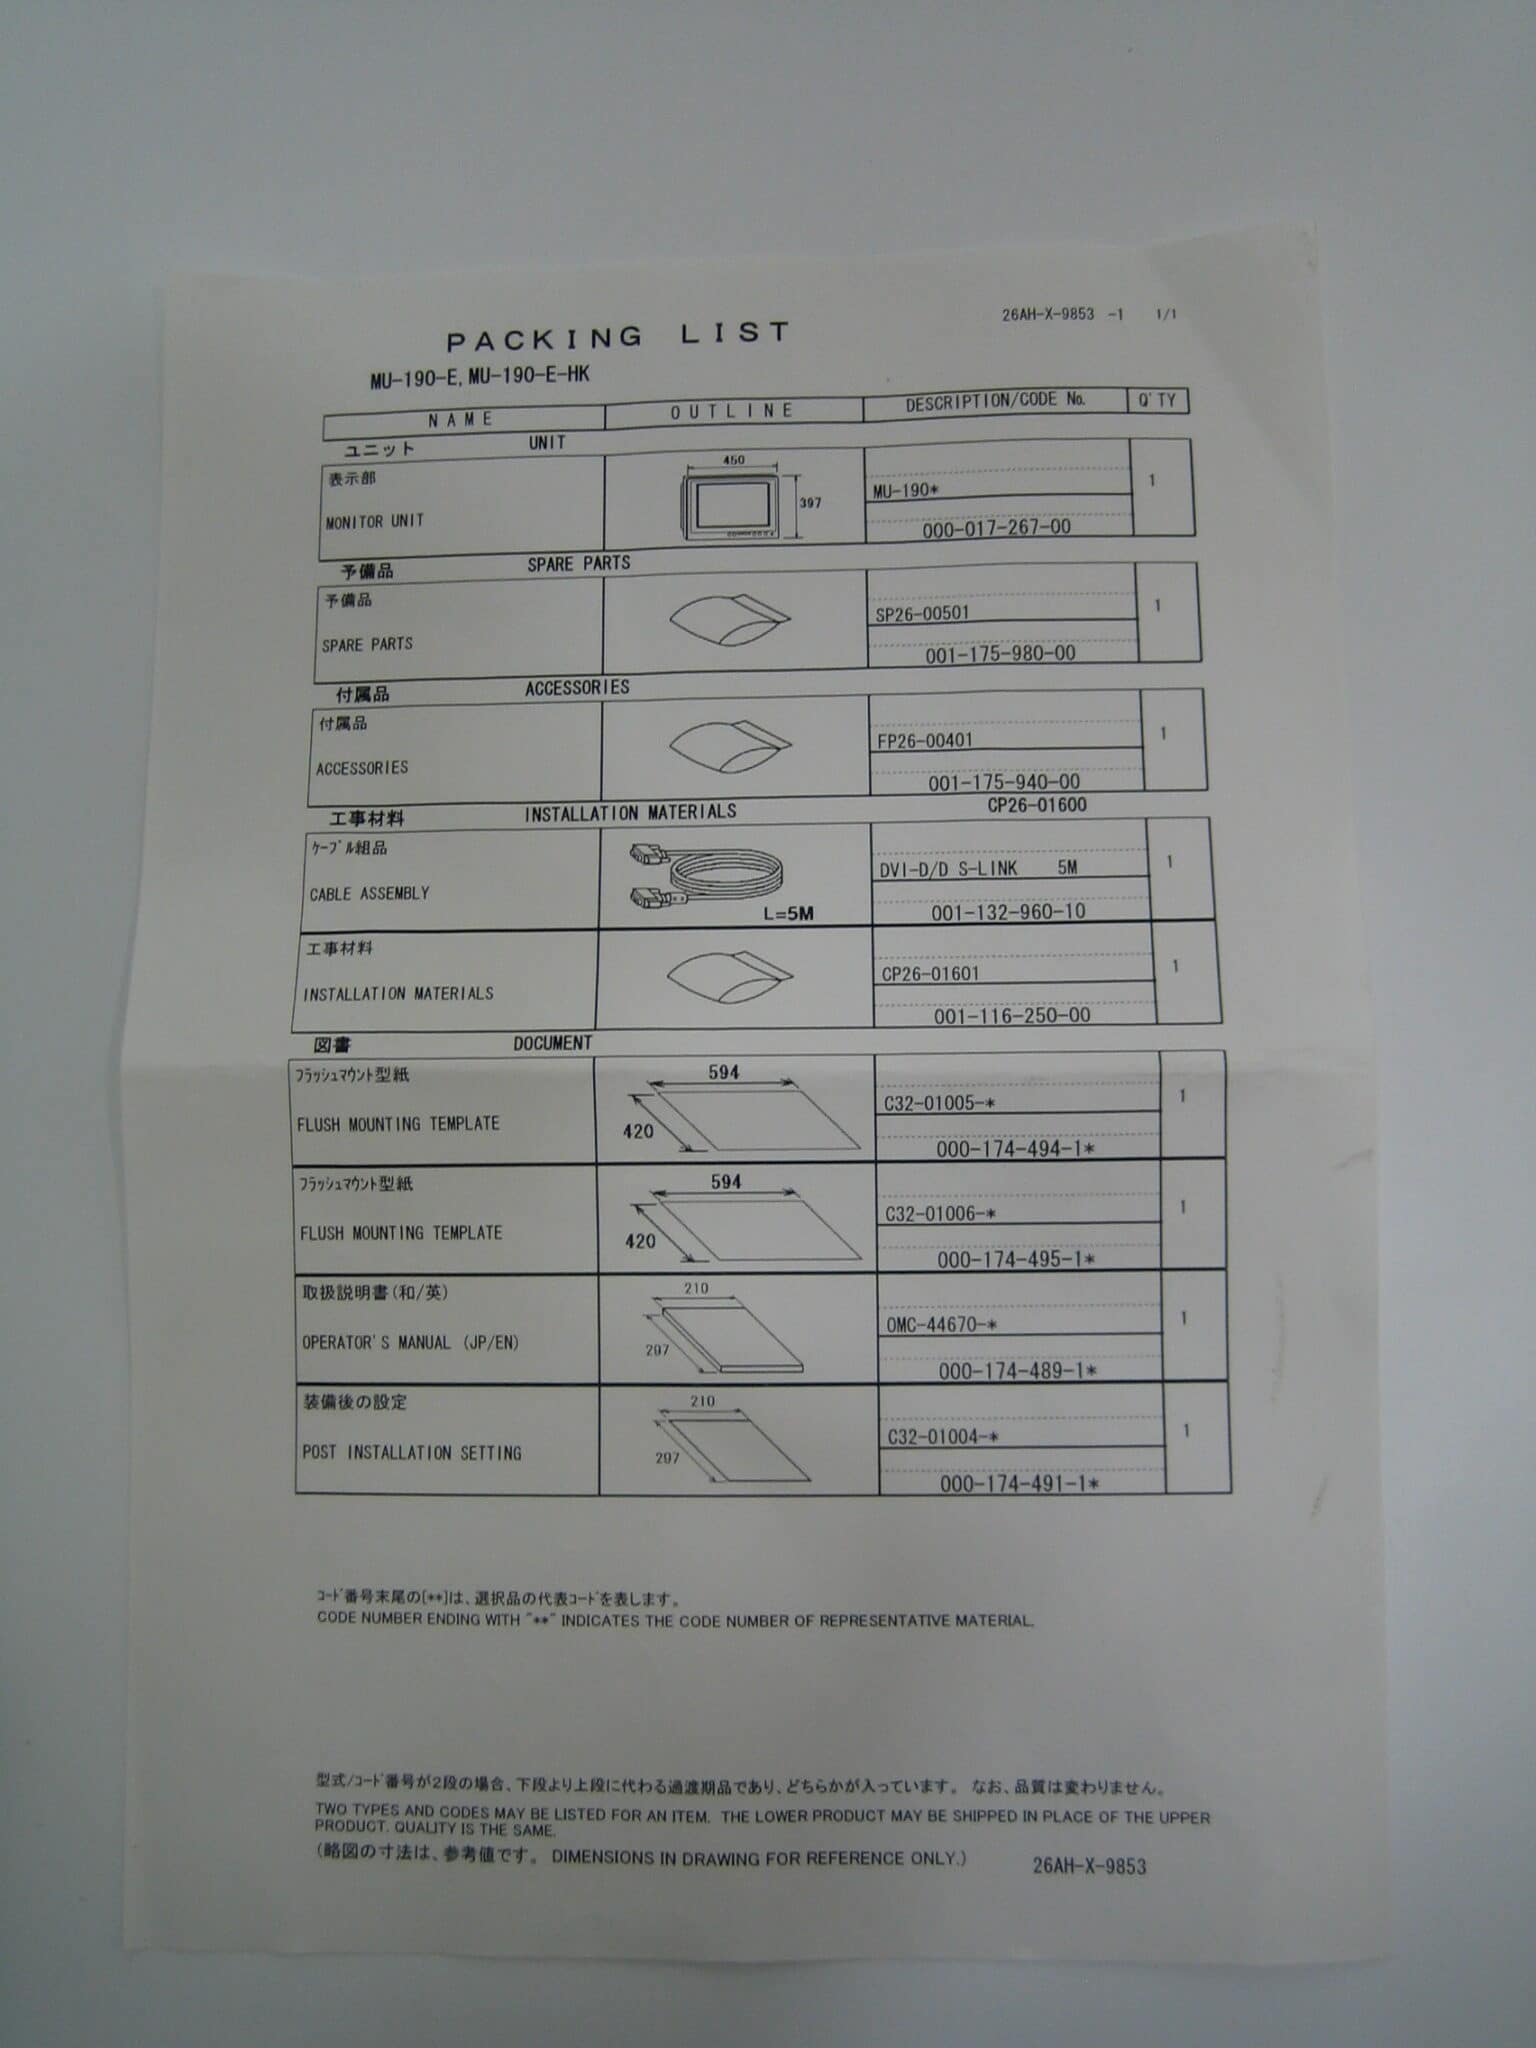 26AH-X-9853 -1 1/1
PACKING LIST
MU-190-E, MU-190-E-HK
NAME OUTLINE DESCRIPTION/CODE No. Q'TY
ユニット UNIT
表示部
MONITOR UNIT
450
397
MU-190*
000-017-267-00
1
予備品 SPARE PARTS
予備品
SPARE PARTS
SP26-00501
001-175-980-00
1
付属品 ACCESSORIES
付属品
ACCESSORIES
FP26-00401
001-175-940-00
1
工事材料 INSTALLATION MATERIALS CP26-01600
ｹｰﾌﾞﾙ組品
CABLE ASSEMBLY
L=5M
DVI-D/D S-LINK 5M
001-132-960-10
1
工事材料
INSTALLATION MATERIALS
CP26-01601
001-116-250-00
1
図書 DOCUMENT
ﾌﾗｯｼｭﾏｳﾝﾄ型紙
FLUSH MOUNTING TEMPLATE
594
420
C32-01005-*
000-174-494-1*
1
ﾌﾗｯｼｭﾏｳﾝﾄ型紙
FLUSH MOUNTING TEMPLATE
594
420
C32-01006-*
000-174-495-1*
1
取扱説明書(和/英)
OPERATOR'S MANUAL (JP/EN)
210
297
OMC-44670-*
000-174-489-1*
1
装備後の設定
POST INSTALLATION SETTING
210
297
C32-01004-*
000-174-491-1*
1
ｺｰﾄﾞ番号末尾の[**]は、選択品の代表ｺｰﾄﾞを表します。
CODE NUMBER ENDING WITH "**" INDICATES THE CODE NUMBER OF REPRESENTATIVE MATERIAL.
型式/ｺｰﾄﾞ番号が2段の場合、下段より上段に代わる過渡期品であり、どちらかが入っています。 なお、品質は変わりません。
TWO TYPES AND CODES MAY BE LISTED FOR AN ITEM. THE LOWER PRODUCT MAY BE SHIPPED IN PLACE OF THE UPPER
PRODUCT. QUALITY IS THE SAME.
(略図の寸法は、参考値です。 DIMENSIONS IN DRAWING FOR REFERENCE ONLY.) 26AH-X-9853